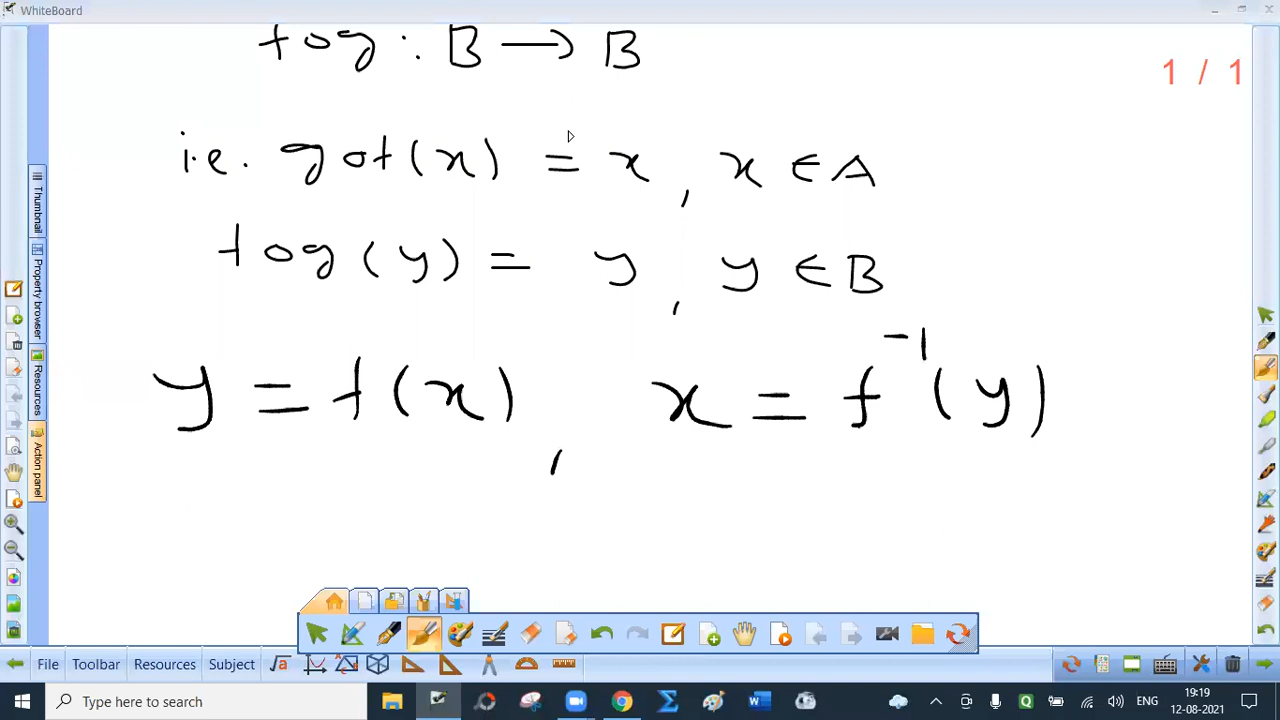 WhiteBoard
fog : B → B
1 / 1
i.e. gof(x) = x, x ∈ A
fog(y) = y, y ∈ B
y = f(x), x = f⁻¹(y)
Thumbnail
Property browser
Resources
Action panel
File Toolbar Resources Subject
Type here to search
ENG
19:19
12-08-2021